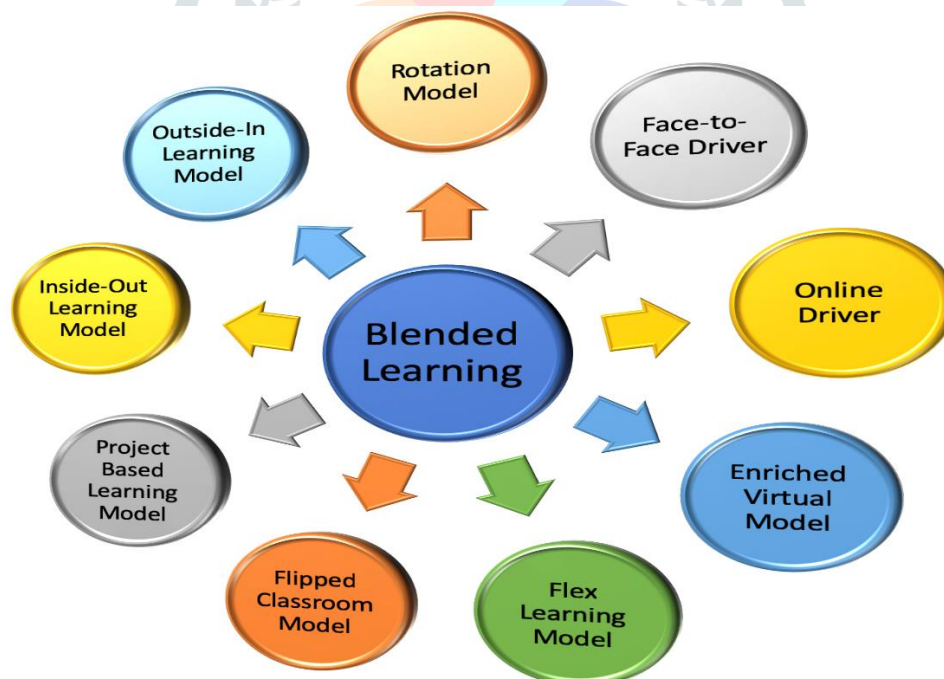 Rotation
Model
Face-to-
Face Driver
Online
Driver
Enriched
Virtual
Model
Flex
Learning
Model
Flipped
Classroom
Model
Project
Based
Learning
Model
Inside-Out
Learning
Model
Outside-In
Learning
Model
Blended
Learning